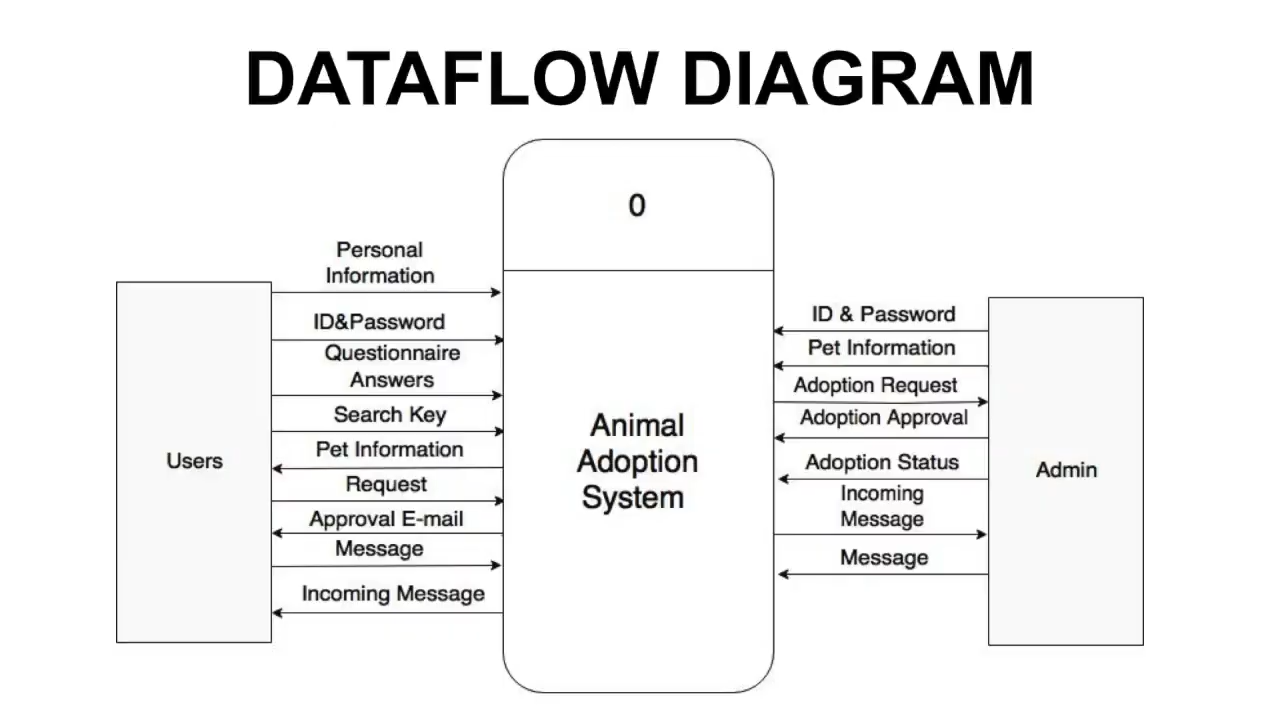 DATAFLOW DIAGRAM
0
Personal
Information
ID&Password
Questionnaire
Answers
Search Key
Pet Information
Request
Approval E-mail
Message
Incoming Message
Users
Animal
Adoption
System
ID & Password
Pet Information
Adoption Request
Adoption Approval
Adoption Status
Incoming
Message
Message
Admin